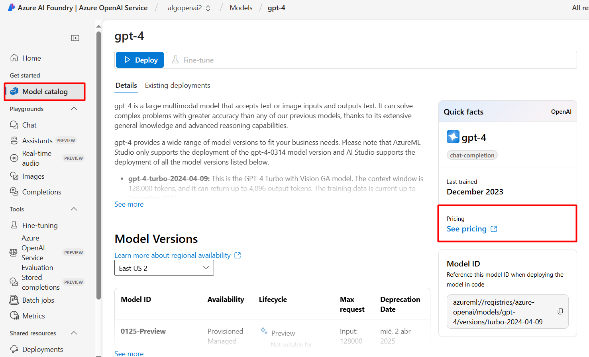 Azure AI Foundry | Azure OpenAI Service / algopenai2 / Models / gpt-4
All re
Home
Get started
Model catalog
Playgrounds
Chat
Assistants PREVIEW
Real-time audio PREVIEW
Images
Completions
Tools
Fine-tuning
Azure OpenAI Service Evaluation PREVIEW
Stored completions PREVIEW
Batch jobs
Metrics
Shared resources
Deployments
gpt-4
Deploy
Fine-tune
Details Existing deployments
gpt-4 is a large multimodal model that accepts text or image inputs and outputs text. It can solve
complex problems with greater accuracy than any of our previous models, thanks to its extensive
general knowledge and advanced reasoning capabilities.
gpt-4 provides a wide range of model versions to fit your business needs. Please note that AzureML
Studio only supports the deployment of the gpt-4-0314 model version and AI Studio supports the
deployment of all the model versions listed below.
• gpt-4-turbo-2024-04-09: This is the GPT-4 Turbo with Vision GA model. The context window is
128,000 tokens, and it can return up to 4,096 output tokens. The training data is current up to
See more
Model Versions
Learn more about regional availability
East US 2
Model ID Availability Lifecycle Max request Deprecation Date
0125-Preview Provisioned Managed Preview Input: 128000 mié, 2 abr 2025
See more
Quick facts OpenAI
gpt-4
chat-completion
Last trained
December 2023
Pricing
See pricing
Model ID
Reference this model ID when deploying the
model in code
azureml://registries/azure-
openai/models/gpt-
4/versions/turbo-2024-04-09